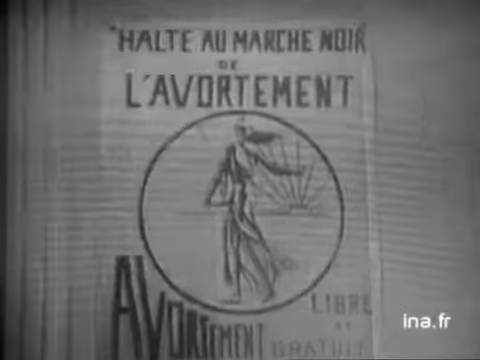 "HALTE AU MARCHE NOIR
DE
L'AVORTEMENT
AVORTEMENT
LIBRE
ET
GRATUIT
ina.fr